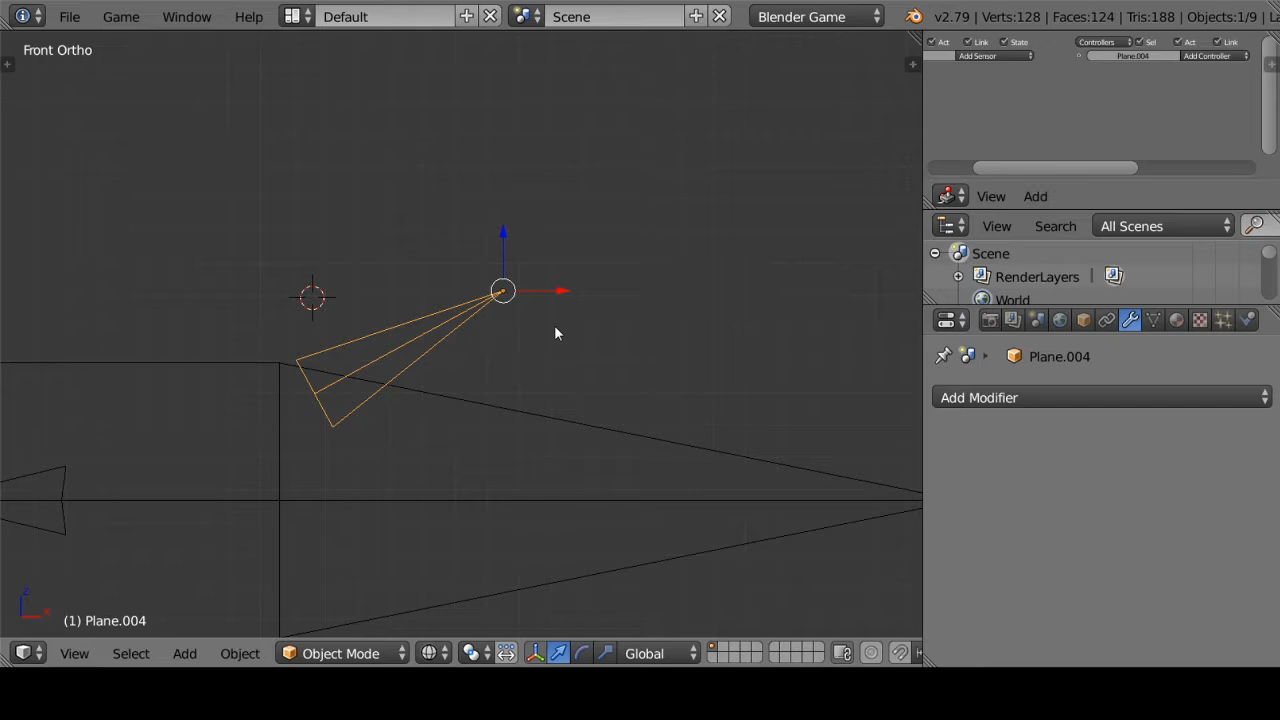 File Game Window Help Default Scene Blender Game v2.79 | Verts:128 | Faces:124 | Tris:188 | Objects:1/9 | La
Front Ortho
Act Link State Controllers Sel Act Link
Add Sensor Plane.004 Add Controller
View Add
View Search All Scenes
Scene
RenderLayers |
World
Plane.004
Add Modifier
z
x
(1) Plane.004
View Select Add Object Object Mode Global